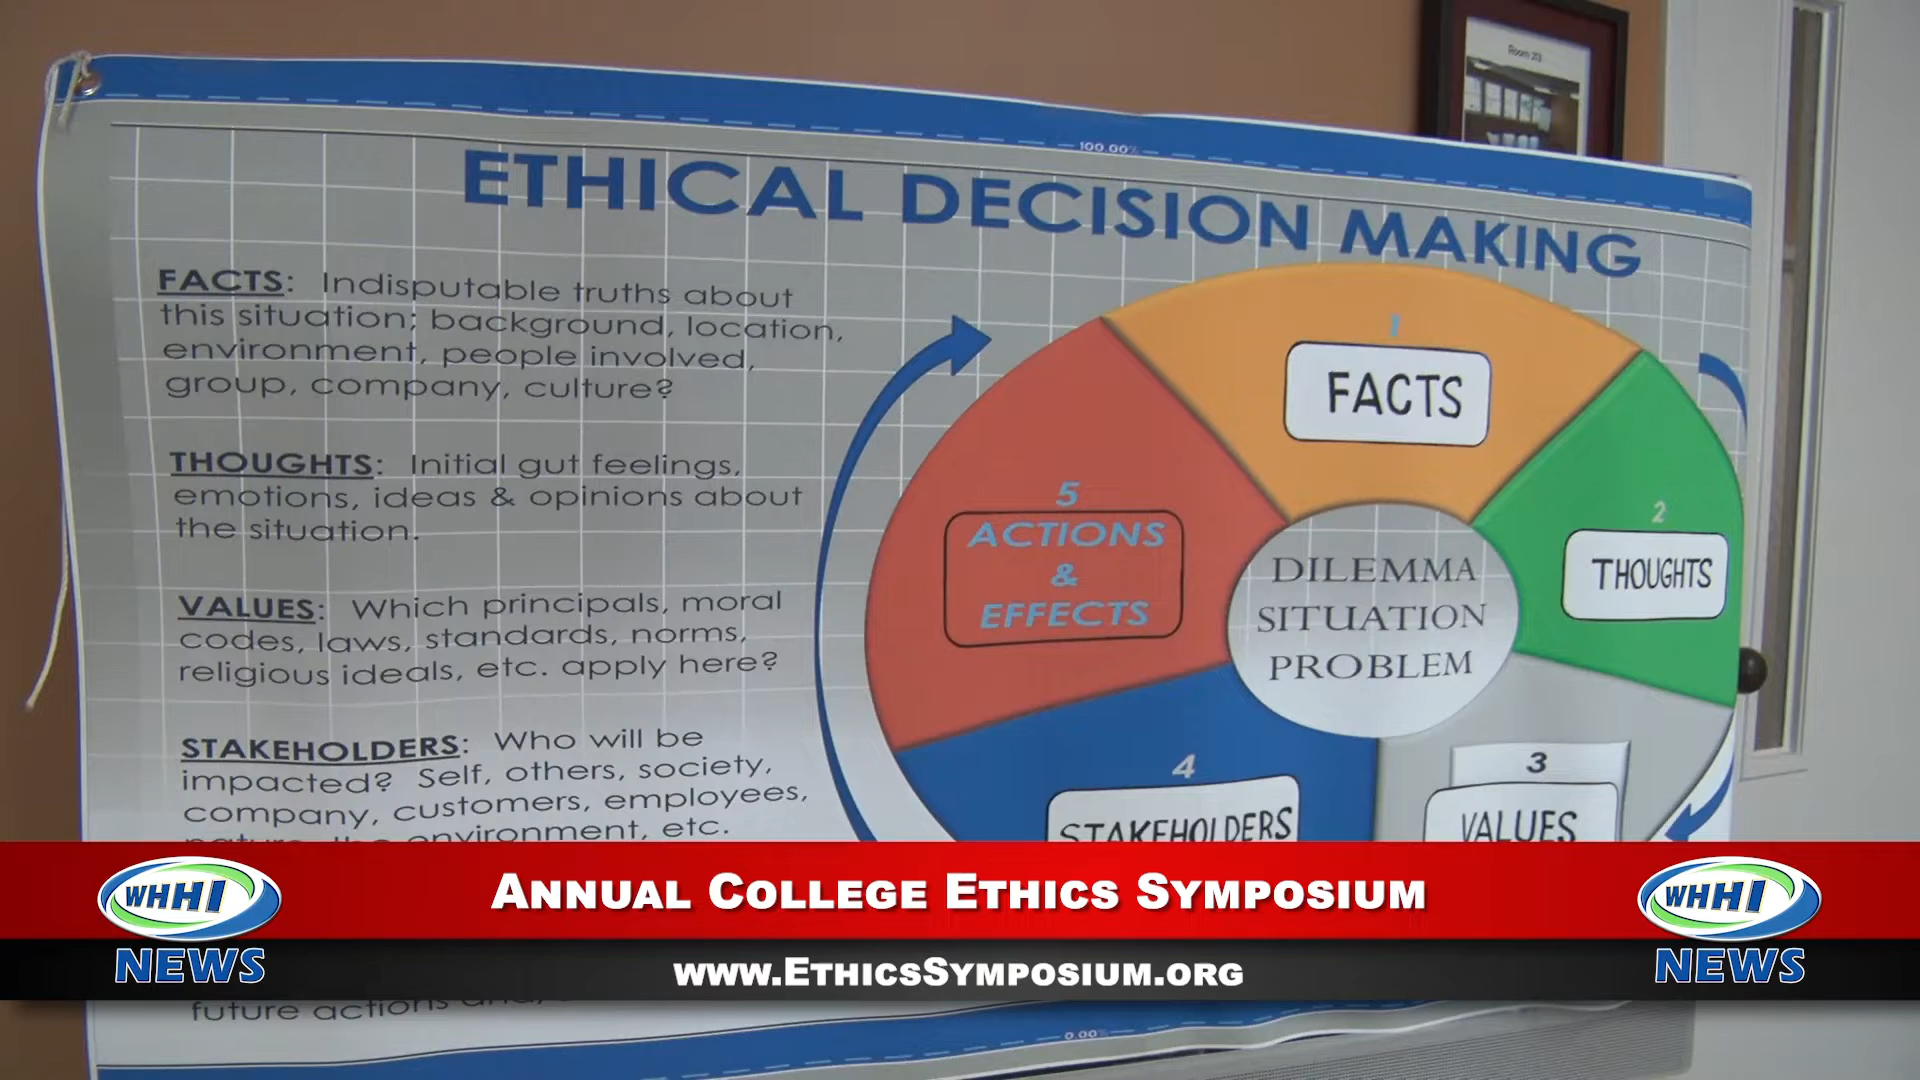 Room 213
100.00%
ETHICAL DECISION MAKING
FACTS: Indisputable truths about
this situation; background, location,
environment, people involved,
group, company, culture?
THOUGHTS: Initial gut feelings,
emotions, ideas & opinions about
the situation.
VALUES: Which principals, moral
codes, laws, standards, norms,
religious ideals, etc. apply here?
STAKEHOLDERS: Who will be
impacted? Self, others, society,
company, customers, employees,
nature, the environment, etc.
future actions
1
FACTS
2
THOUGHTS
3
VALUES
4
STAKEHOLDERS
5
ACTIONS
&
EFFECTS
DILEMMA
SITUATION
PROBLEM
WHHI
NEWS
ANNUAL COLLEGE ETHICS SYMPOSIUM
WWW.ETHICSSYMPOSIUM.ORG
WHHI
NEWS
0.00%